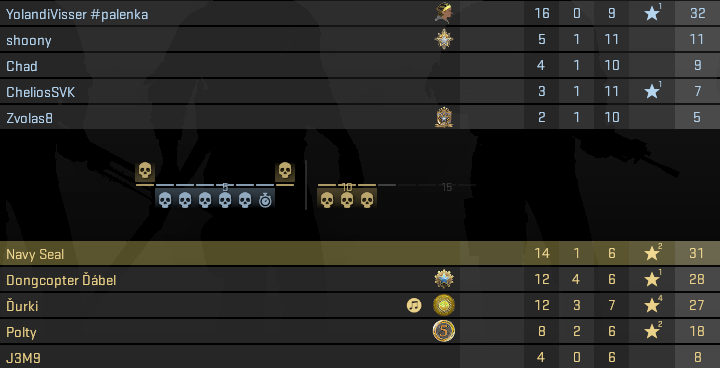 YolandiVisser #palenka 16 0 9 ★1 32
shoony 5 1 11 11
Chad 4 1 10 9
CheliosSVK 3 1 11 ★1 7
Zvolas8 2 1 10 5
5 10 15
Navy Seal 14 1 6 ★2 31
Dongcopter Ďábel 12 4 6 ★1 28
Ďurki 12 3 7 ★4 27
Polty 5 8 2 6 ★2 18
J3M9 4 0 6 8